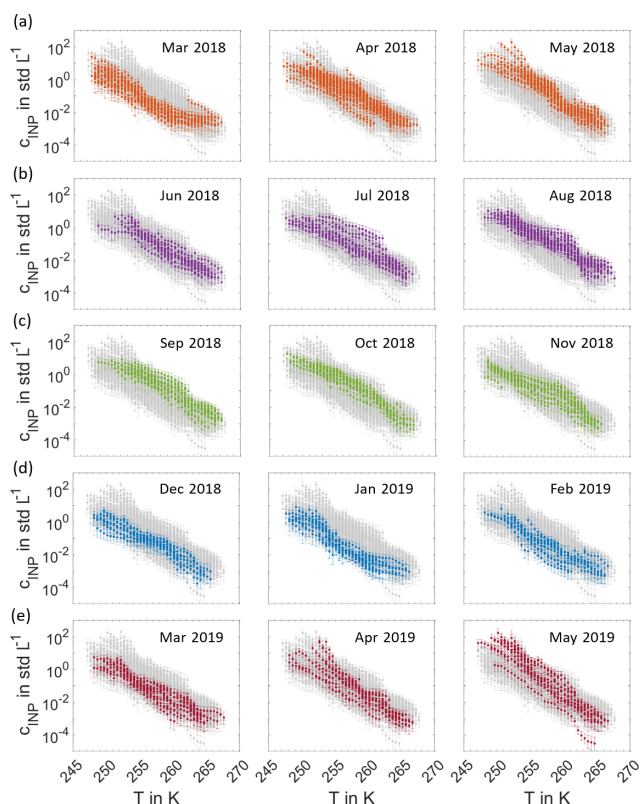 (a)
Mar 2018 Apr 2018 May 2018
c_INP in std L^-1
10^2
10^0
10^-2
10^-4
(b)
Jun 2018 Jul 2018 Aug 2018
c_INP in std L^-1
10^2
10^0
10^-2
10^-4
(c)
Sep 2018 Oct 2018 Nov 2018
c_INP in std L^-1
10^2
10^0
10^-2
10^-4
(d)
Dec 2018 Jan 2019 Feb 2019
c_INP in std L^-1
10^2
10^0
10^-2
10^-4
(e)
Mar 2019 Apr 2019 May 2019
c_INP in std L^-1
10^2
10^0
10^-2
10^-4
245 250 255 260 265 270 250 255 260 265 250 255 260 265 270
T in K T in K T in K